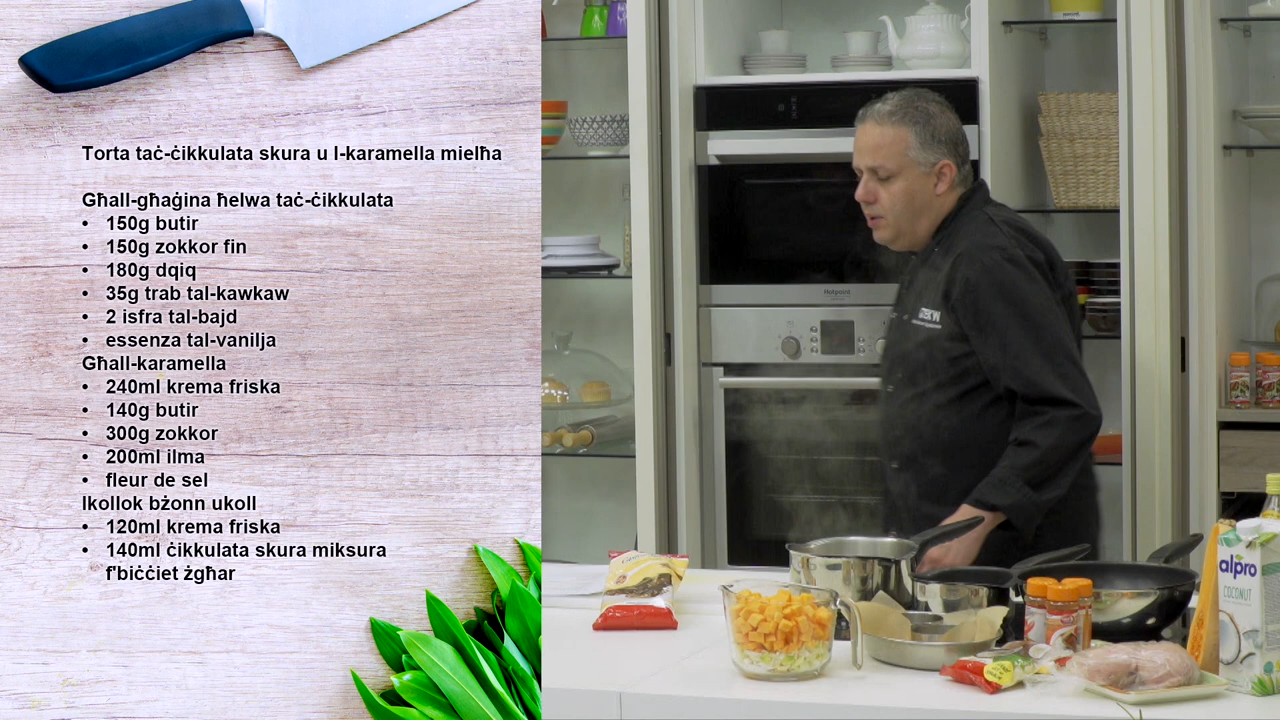 Torta taċ-ċikkulata skura u l-karamella mielħa
Għall-għaġina ħelwa taċ-ċikkulata
• 150g butir
• 150g zokkor fin
• 180g dqiq
• 35g trab tal-kawkaw
• 2 isfra tal-bajd
• essenza tal-vanilja
Għall-karamella
• 240ml krema friska
• 140g butir
• 300g zokkor
• 200ml ilma
• fleur de sel
Ikollok bżonn ukoll
• 120ml krema friska
• 140ml ċikkulata skura miksura
f'biċċiet żgħar
Hotpoint
alpro
COCONUT